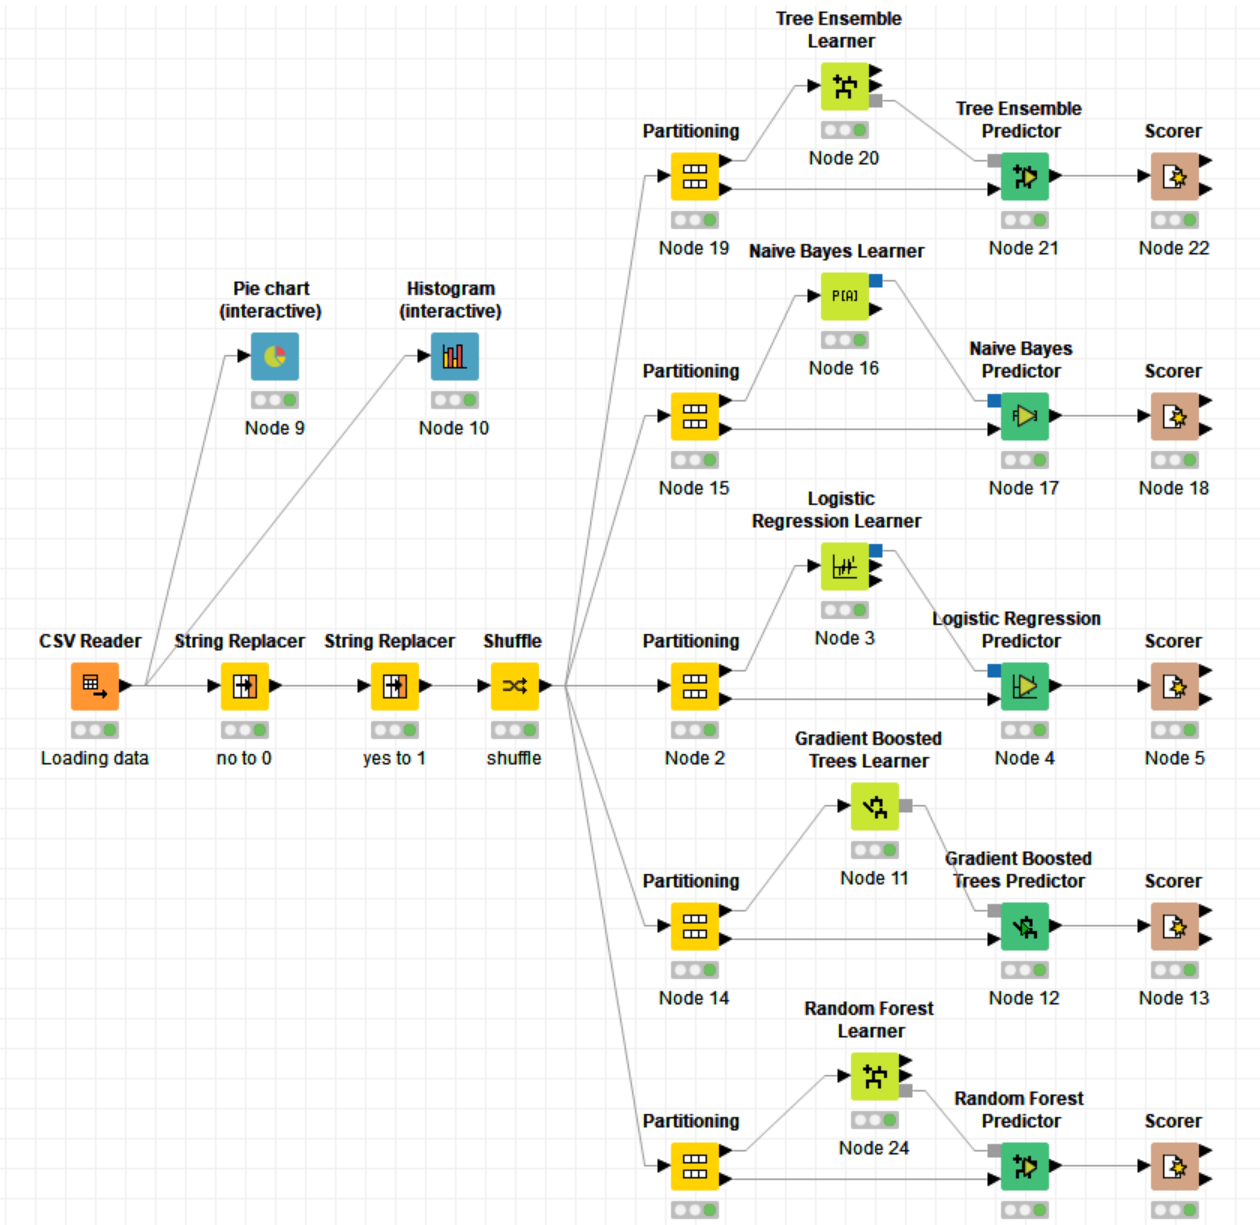 Tree Ensemble
Learner
Node 20
Partitioning
Node 19
Tree Ensemble
Predictor
Node 21
Scorer
Node 22
Naive Bayes Learner
P[A]
Node 16
Pie chart
(interactive)
Node 9
Histogram
(interactive)
Node 10
Partitioning
Node 15
Naive Bayes
Predictor
Node 17
Scorer
Node 18
Logistic
Regression Learner
Node 3
CSV Reader
Loading data
String Replacer
no to 0
String Replacer
yes to 1
Shuffle
shuffle
Partitioning
Node 2
Logistic Regression
Predictor
Node 4
Scorer
Node 5
Gradient Boosted
Trees Learner
Node 11
Partitioning
Node 14
Gradient Boosted
Trees Predictor
Node 12
Scorer
Node 13
Random Forest
Learner
Node 24
Partitioning
Random Forest
Predictor
Scorer